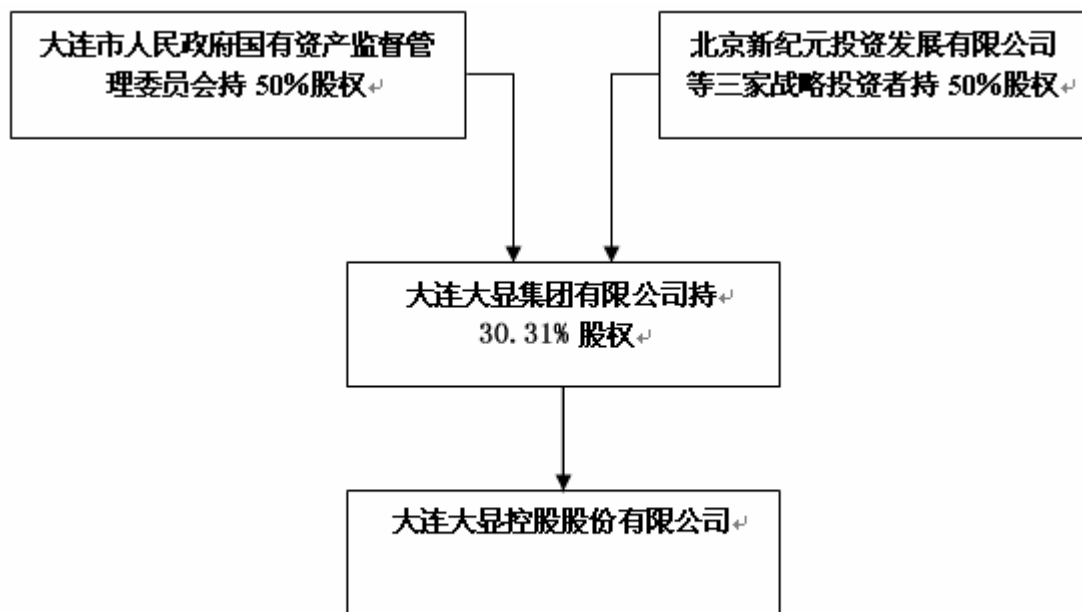 大连市人民政府国有资产监督管
理委员会持 50%股权
北京新纪元投资发展有限公司
等三家战略投资者持 50%股权
大连大显集团有限公司持
30.31% 股权
大连大显控股股份有限公司